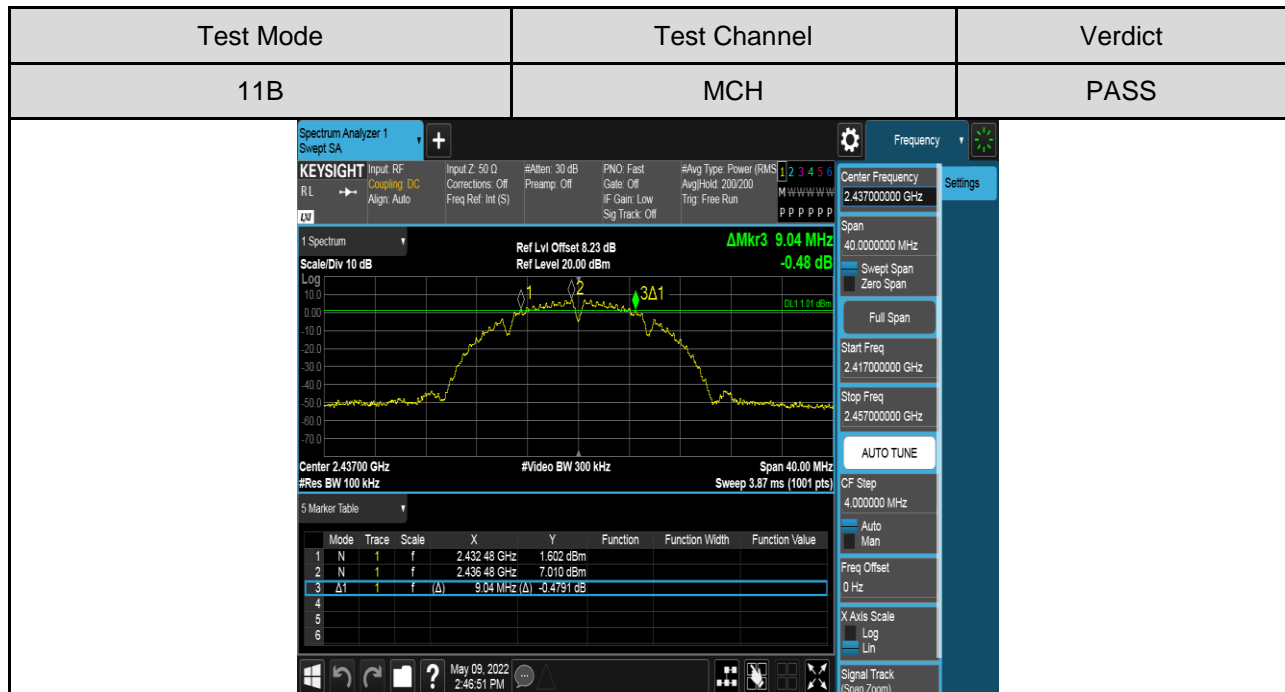 Test Mode Test Channel Verdict
11B MCH PASS
Spectrum Analyzer 1
Swept SA
+
Frequency
KEYSIGHT Input: RF Input Z: 50 Ω #Atten: 30 dB PNO: Fast #Avg Type: Power (RMS 1 2 3 4 5 6
RL Coupling: DC Corrections: Off Preamp: Off Gate: Off Avg|Hold: 200/200 M W W W W W
Align: Auto Freq Ref: Int (S) IF Gain: Low Trig: Free Run
LXI Sig Track: Off P P P P P P
1 Spectrum Ref Lvl Offset 8.23 dB ΔMkr3 9.04 MHz
Scale/Div 10 dB Ref Level 20.00 dBm -0.48 dB
Log
10.0
0.00
-10.0
-20.0
-30.0
-40.0
-50.0
-60.0
-70.0
1 2 3Δ1
DL1 1.01 dBm
Center 2.43700 GHz #Video BW 300 kHz Span 40.00 MHz
#Res BW 100 kHz Sweep 3.87 ms (1001 pts)
5 Marker Table
Mode Trace Scale X Y Function Function Width Function Value
1 N 1 f 2.432 48 GHz 1.602 dBm
2 N 1 f 2.436 48 GHz 7.010 dBm
3 Δ1 1 f (Δ) 9.04 MHz (Δ) -0.4791 dB
4
5
6
?
May 09, 2022
2:46:51 PM
Center Frequency
2.437000000 GHz
Settings
Span
40.0000000 MHz
Swept Span
Zero Span
Full Span
Start Freq
2.417000000 GHz
Stop Freq
2.457000000 GHz
AUTO TUNE
CF Step
4.000000 MHz
Auto
Man
Freq Offset
0 Hz
X Axis Scale
Log
Lin
Signal Track
(Span Zoom)